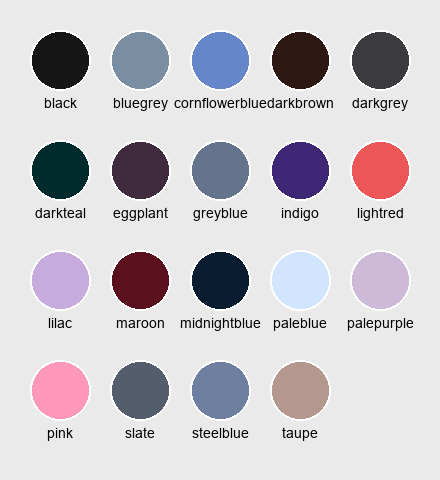 black bluegrey cornflowerblue darkbrown darkgrey
darkteal eggplant greyblue indigo lightred
lilac maroon midnightblue paleblue palepurple
pink slate steelblue taupe